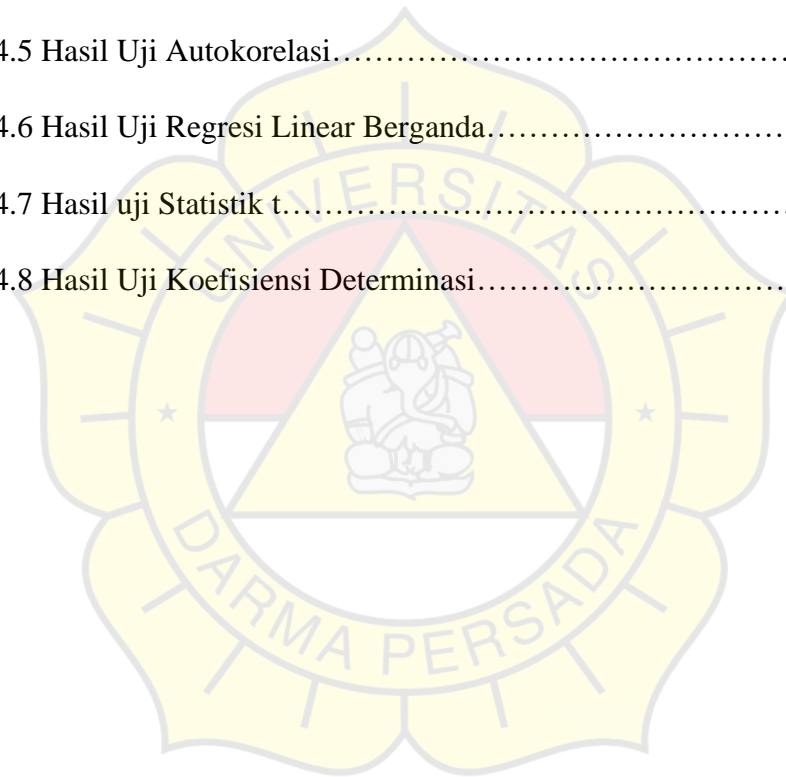 4.5 Hasil Uji Autokorelasi……………………………………
4.6 Hasil Uji Regresi Linear Berganda………………………
4.7 Hasil uji Statistik t…………………………………………
4.8 Hasil Uji Koefisiensi Determinasi…………………………
UNIVERSITAS
DARMA PERSADA